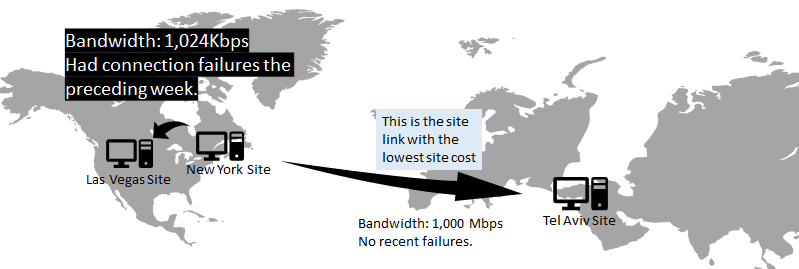 Bandwidth: 1,024Kbps
Had connection failures the
preceding week.
This is the site
link with the
lowest site cost
Las Vegas Site
New York Site
Bandwidth: 1,000 Mbps
No recent failures.
Tel Aviv Site